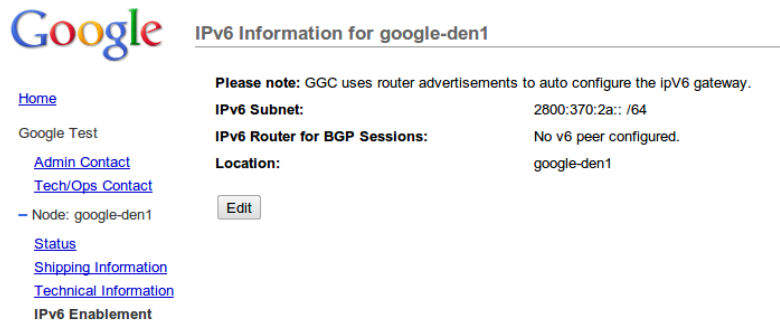 Google
IPv6 Information for google-den1
Home
Google Test
Admin Contact
Tech/Ops Contact
– Node: google-den1
Status
Shipping Information
Technical Information
IPv6 Enablement
Please note: GGC uses router advertisements to auto configure the ipV6 gateway.
IPv6 Subnet: 2800:370:2a:: /64
IPv6 Router for BGP Sessions: No v6 peer configured.
Location: google-den1
Edit